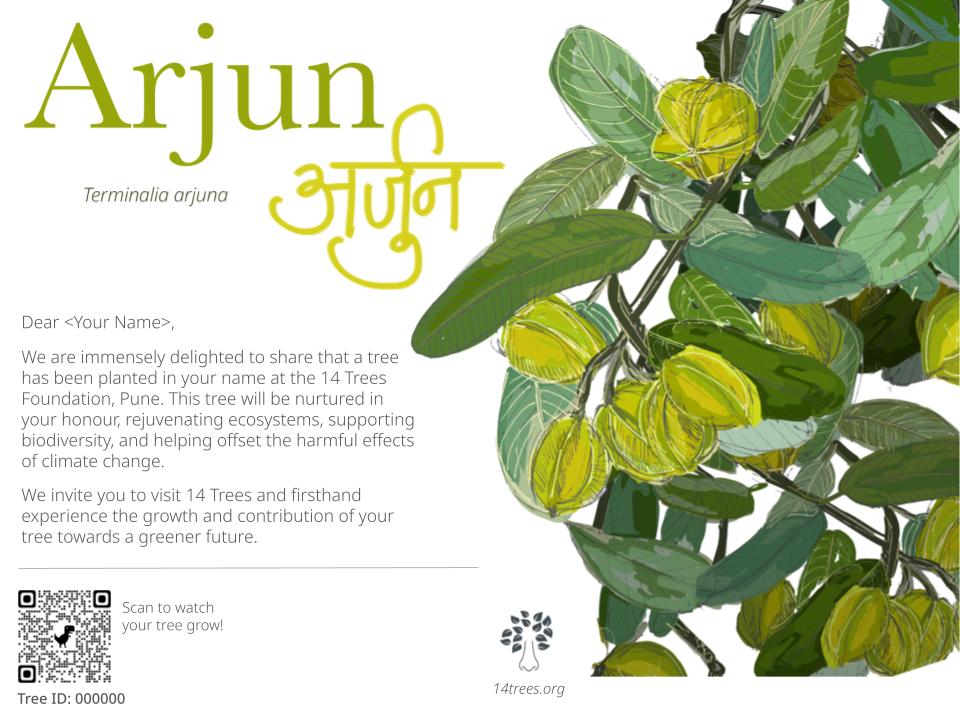 Arjun
अर्जुन
Terminalia arjuna
Dear <Your Name>,
We are immensely delighted to share that a tree
has been planted in your name at the 14 Trees
Foundation, Pune. This tree will be nurtured in
your honour, rejuvenating ecosystems, supporting
biodiversity, and helping offset the harmful effects
of climate change.
We invite you to visit 14 Trees and firsthand
experience the growth and contribution of your
tree towards a greener future.
Scan to watch
your tree grow!
Tree ID: 000000
14trees.org